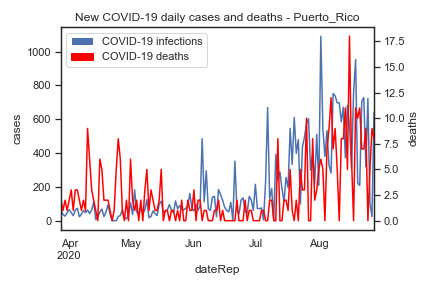 New COVID-19 daily cases and deaths - Puerto_Rico
COVID-19 infections
COVID-19 deaths
1000
800
600
400
200
0
cases
17.5
15.0
12.5
10.0
7.5
5.0
2.5
0.0
deaths
Apr May Jun Jul Aug
2020
dateRep